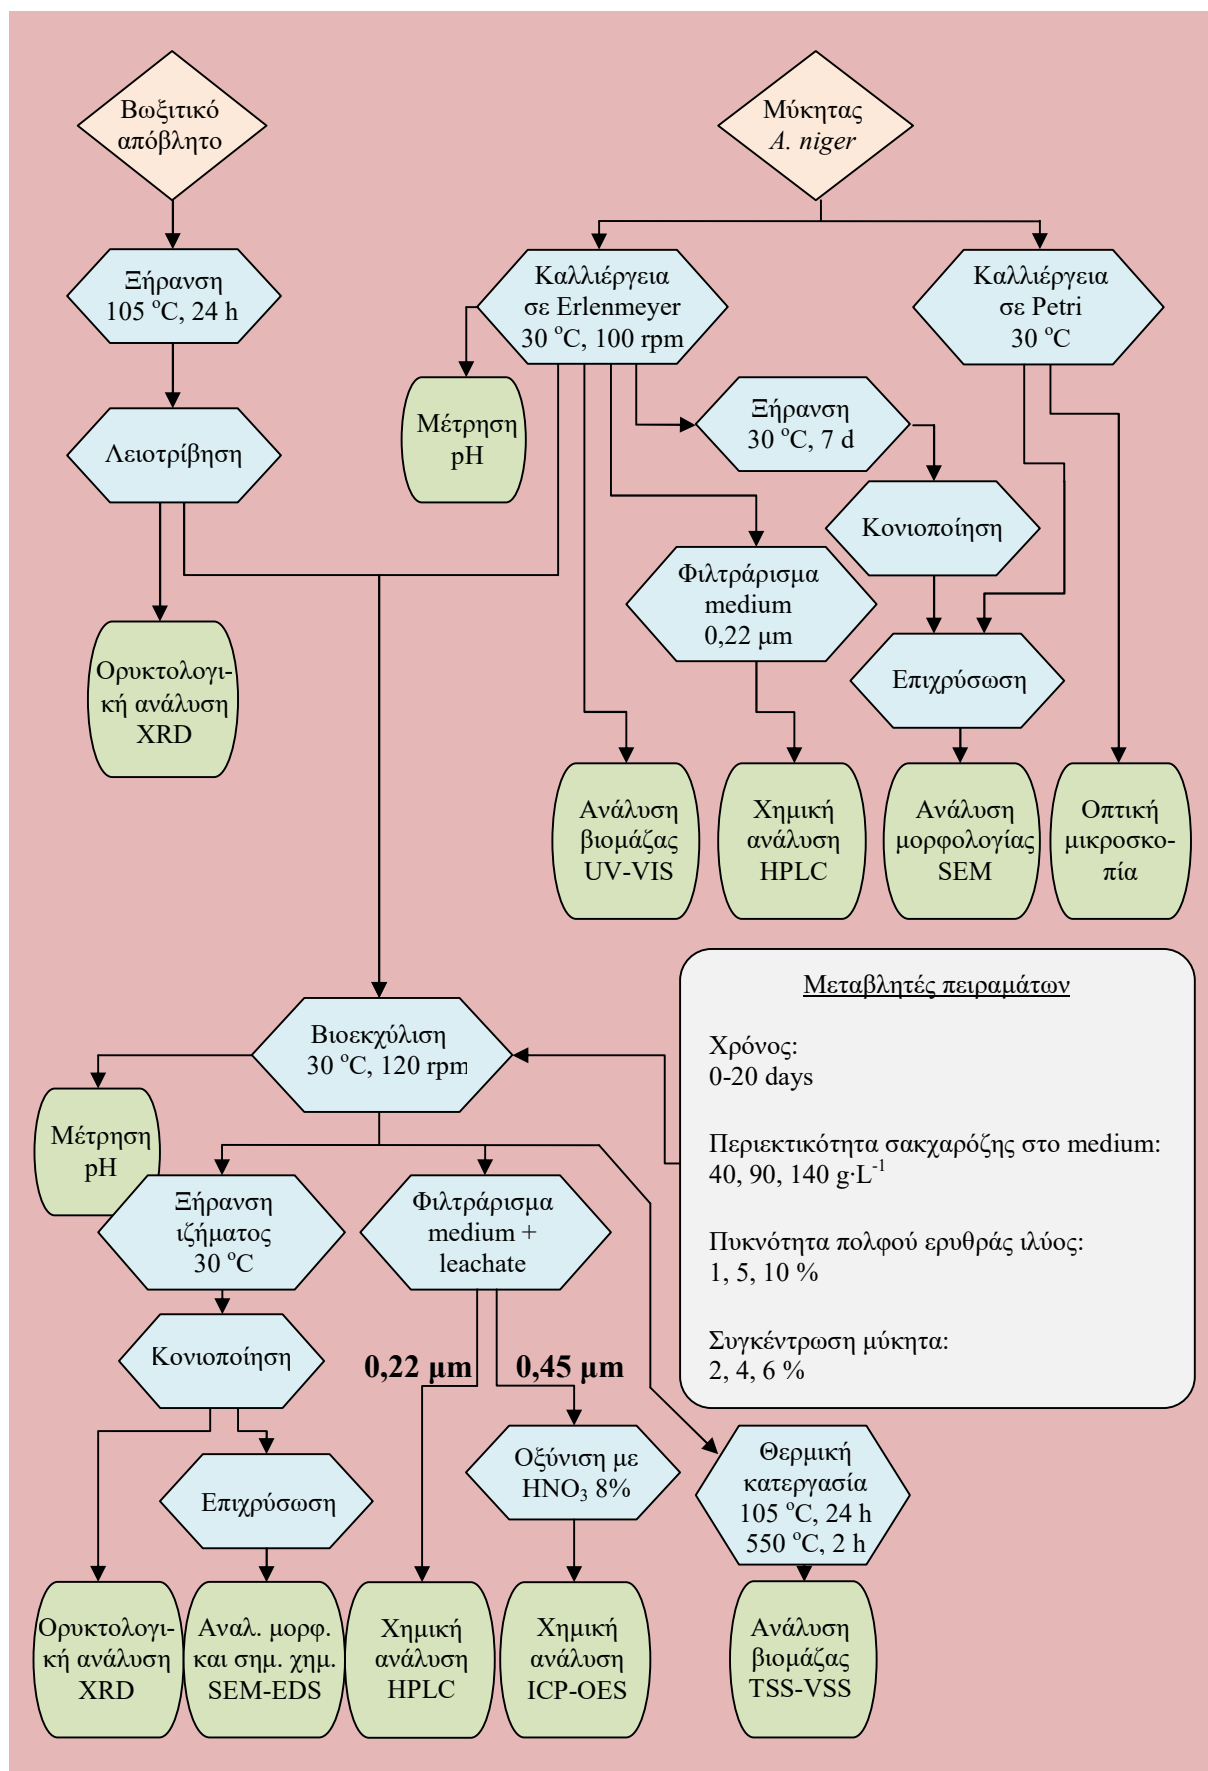 Βωξιτικό
απόβλητο
Μύκητας
A. niger
Ξήρανση
105 °C, 24 h
Καλλιέργεια
σε Erlenmeyer
30 °C, 100 rpm
Καλλιέργεια
σε Petri
30 °C
Λειοτρίβηση
Μέτρηση
pH
Ξήρανση
30 °C, 7 d
Κονιοποίηση
Φιλτράρισμα
medium
0,22 μm
Ορυκτολογι-
κή ανάλυση
XRD
Επιχρύσωση
Ανάλυση
βιομάζας
UV-VIS
Χημική
ανάλυση
HPLC
Ανάλυση
μορφολογίας
SEM
Οπτική
μικροσκο-
πία
Βιοεκχύλιση
30 °C, 120 rpm
Μεταβλητές πειραμάτων
Χρόνος:
0-20 days
Περιεκτικότητα σακχαρόζης στο medium:
40, 90, 140 g·L⁻¹
Πυκνότητα πολφού ερυθράς ιλύος:
1, 5, 10 %
Συγκέντρωση μύκητα:
2, 4, 6 %
Μέτρηση
pH
Ξήρανση
ιζήματος
30 °C
Φιλτράρισμα
medium +
leachate
Κονιοποίηση
0,22 μm
0,45 μm
Επιχρύσωση
Οξύνιση με
HNO₃ 8%
Θερμική
κατεργασία
105 °C, 24 h
550 °C, 2 h
Ορυκτολογι-
κή ανάλυση
XRD
Αναλ. μορφ.
και σημ. χημ.
SEM-EDS
Χημική
ανάλυση
HPLC
Χημική
ανάλυση
ICP-OES
Ανάλυση
βιομάζας
TSS-VSS